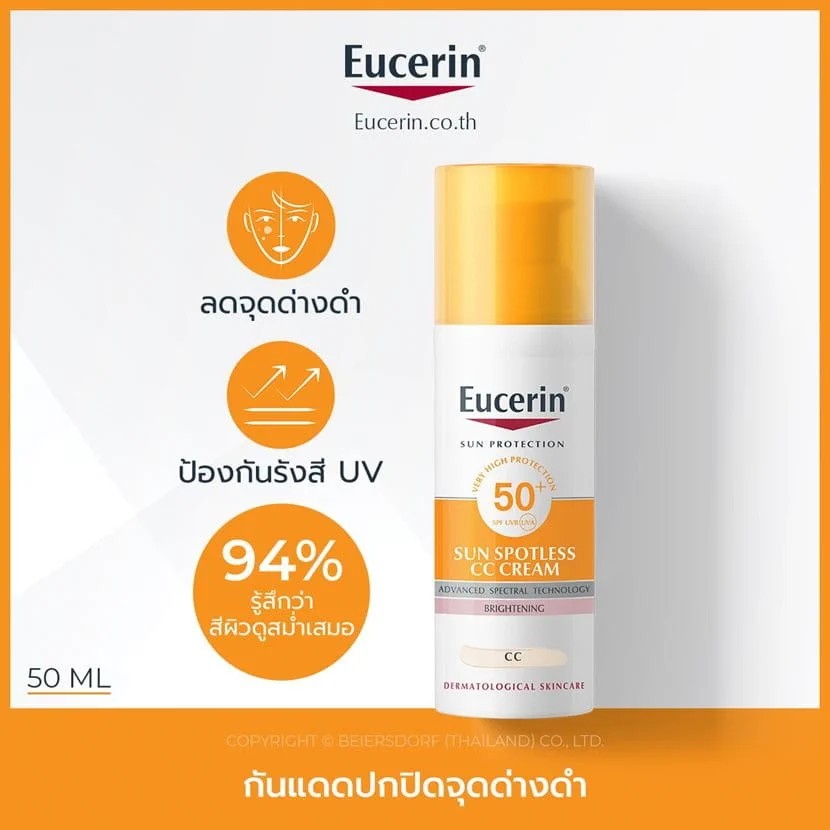 Eucerin®
Eucerin.co.th
ลดจุดด่างดำ
ป้องกันรังสี UV
94%
รู้สึกว่า
สีผิวดูสม่ำเสมอ
50 ML
Eucerin®
SUN PROTECTION
VERY HIGH PROTECTION
50+
SPF UVB UVA
SUN SPOTLESS
CC CREAM
ADVANCED SPECTRAL TECHNOLOGY
BRIGHTENING
CC
DERMATOLOGICAL SKINCARE
COPYRIGHT © BEIERSDORF (THAILAND) CO., LTD.
กันแดดปกปิดจุดด่างดำ